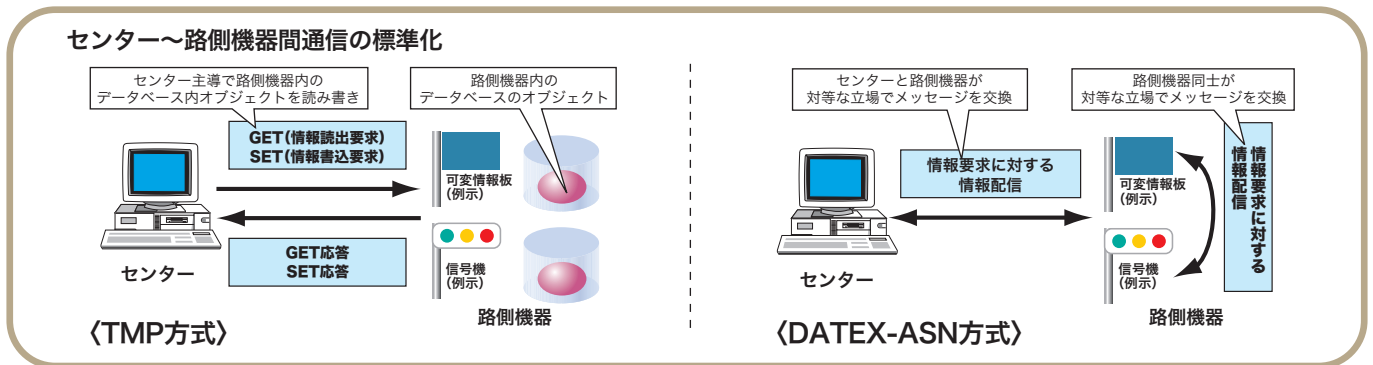 センター〜路側機器間通信の標準化
センター主導で路側機器内の
データベース内オブジェクトを読み書き
路側機器内の
データベースのオブジェクト
GET(情報読出要求)
SET(情報書込要求)
可変情報板
(例示)
GET応答
SET応答
センター
信号機
(例示)
路側機器
〈TMP方式〉
センターと路側機器が
対等な立場でメッセージを交換
路側機器同士が
対等な立場でメッセージを交換
情報要求に対する
情報配信
可変情報板
(例示)
情報要求に対する
情報配信
センター
信号機
(例示)
路側機器
〈DATEX-ASN方式〉